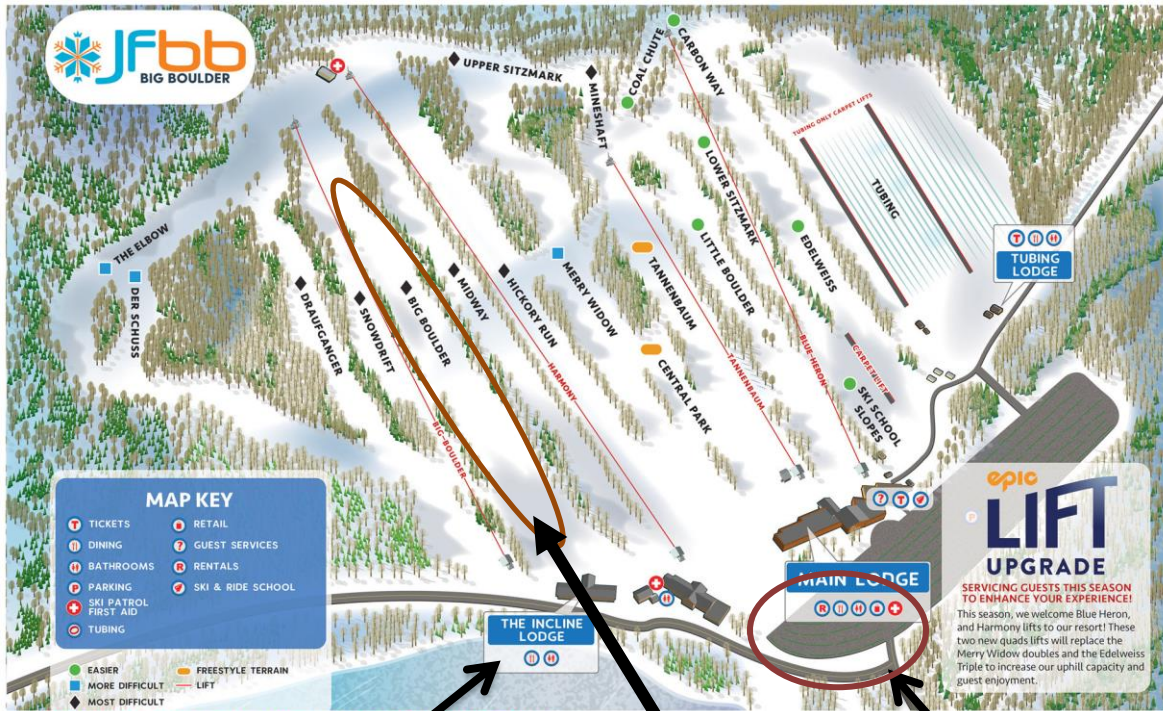 JFbb
BIG BOULDER
UPPER SITZMARK
MINESHAFT
COAL CHUTE
CARBON WAY
TUBING ONLY CARPET LIFTS
LOWER SITZMARK
TUBING
TUBING
LODGE
THE ELBOW
DER SCHUSS
DRAUFGANGER
SNOWDRIFT
BIG BOULDER
MIDWAY
HICKORY RUN
MERRY WIDOW
TANNENBAUM
LITTLE BOULDER
EDELWEISS
CENTRAL PARK
HARMONY
BIG-BOULDER
TANNENBAUM
BLUE-HERON
CARPET LIFT
SKI SCHOOL
SLOPES
MAP KEY
T TICKETS
DINING
BATHROOMS
P PARKING
SKI PATROL
FIRST AID
TUBING
RETAIL
? GUEST SERVICES
R RENTALS
SKI & RIDE SCHOOL
EASIER
MORE DIFFICULT
MOST DIFFICULT
FREESTYLE TERRAIN
LIFT
THE INCLINE
LODGE
MAIN LODGE
R
? T
T
P
epic
LIFT
UPGRADE
SERVICING GUESTS THIS SEASON
TO ENHANCE YOUR EXPERIENCE!
This season, we welcome Blue Heron,
and Harmony lifts to our resort! These
two new quads lifts will replace the
Merry Widow doubles and the Edelweiss
Triple to increase our uphill capacity and
guest enjoyment.